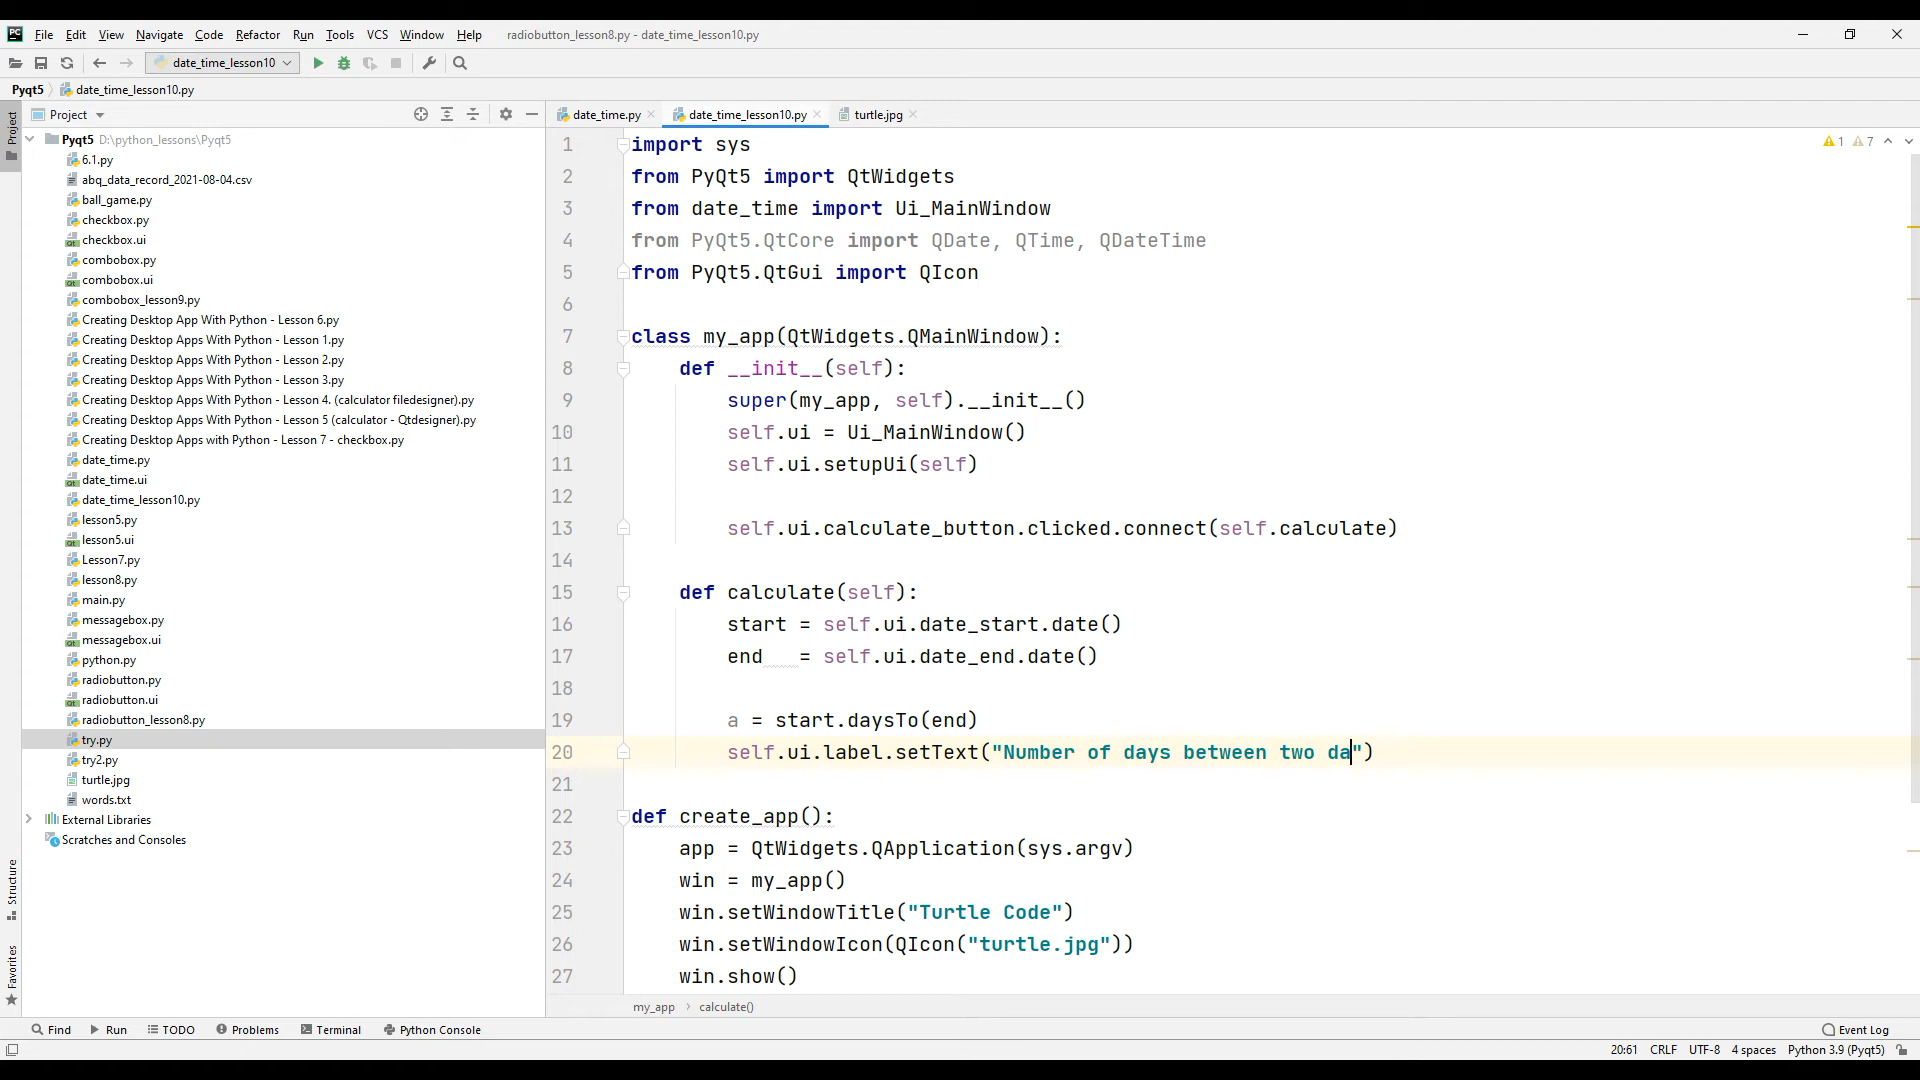 PC File Edit View Navigate Code Refactor Run Tools VCS Window Help radiobutton_lesson8.py - date_time_lesson10.py
date_time_lesson10
Pyqt5 date_time_lesson10.py
Project
Project
date_time.py date_time_lesson10.py turtle.jpg
Pyqt5 D:\python_lessons\Pyqt5
6.1.py
abq_data_record_2021-08-04.csv
ball_game.py
checkbox.py
checkbox.ui
combobox.py
combobox.ui
combobox_lesson9.py
Creating Desktop App With Python - Lesson 6.py
Creating Desktop Apps With Python - Lesson 1.py
Creating Desktop Apps With Python - Lesson 2.py
Creating Desktop Apps With Python - Lesson 3.py
Creating Desktop Apps With Python - Lesson 4. (calculator filedesigner).py
Creating Desktop Apps With Python - Lesson 5 (calculator - Qtdesigner).py
Creating Desktop Apps with Python - Lesson 7 - checkbox.py
date_time.py
date_time.ui
date_time_lesson10.py
lesson5.py
lesson5.ui
Lesson7.py
lesson8.py
main.py
messagebox.py
messagebox.ui
python.py
radiobutton.py
radiobutton.ui
radiobutton_lesson8.py
try.py
try2.py
turtle.jpg
words.txt
External Libraries
Scratches and Consoles
Structure
Favorites
1 7
1 import sys
2 from PyQt5 import QtWidgets
3 from date_time import Ui_MainWindow
4 from PyQt5.QtCore import QDate, QTime, QDateTime
5 from PyQt5.QtGui import QIcon
6
7 class my_app(QtWidgets.QMainWindow):
8 def __init__(self):
9 super(my_app, self).__init__()
10 self.ui = Ui_MainWindow()
11 self.ui.setupUi(self)
12
13 self.ui.calculate_button.clicked.connect(self.calculate)
14
15 def calculate(self):
16 start = self.ui.date_start.date()
17 end   = self.ui.date_end.date()
18
19 a = start.daysTo(end)
20 self.ui.label.setText("Number of days between two da")
21
22 def create_app():
23 app = QtWidgets.QApplication(sys.argv)
24 win = my_app()
25 win.setWindowTitle("Turtle Code")
26 win.setWindowIcon(QIcon("turtle.jpg"))
27 win.show()
my_app calculate()
Find Run TODO Problems Terminal Python Console Event Log
20:61 CRLF UTF-8 4 spaces Python 3.9 (Pyqt5)